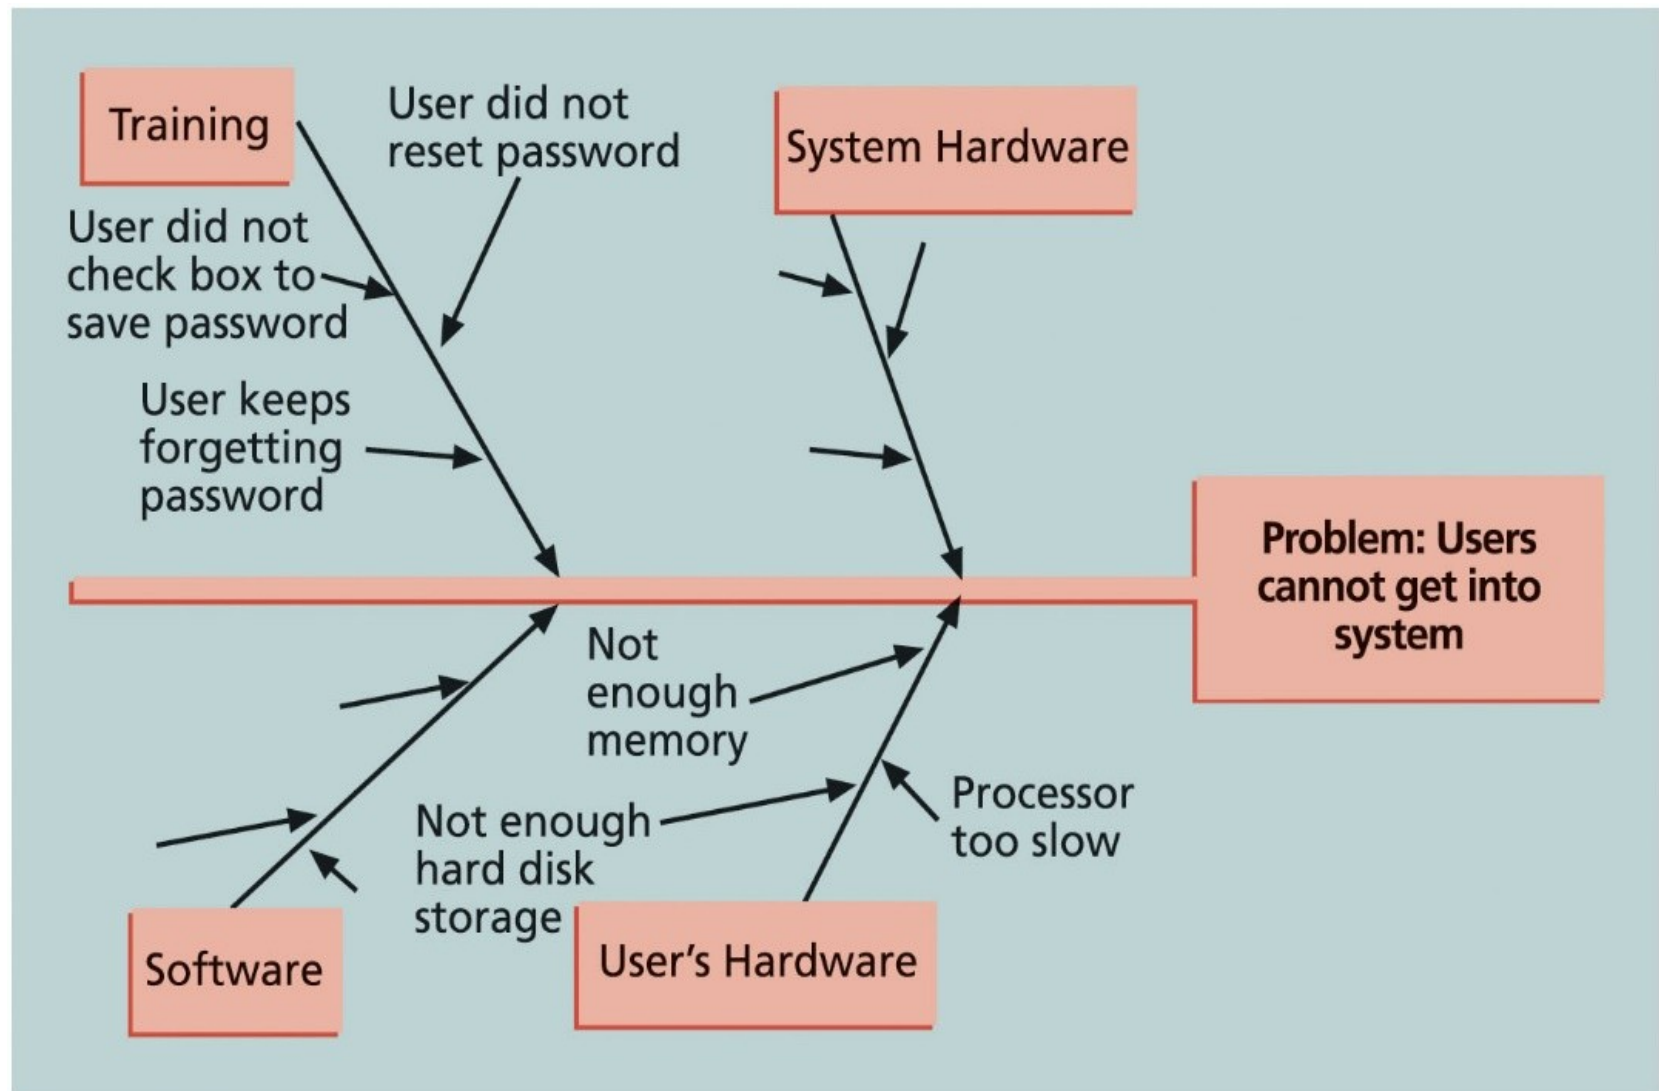 Training
User did not
reset password
System Hardware
User did not
check box to
save password
User keeps
forgetting
password
Problem: Users
cannot get into
system
Not
enough
memory
Not enough
hard disk
storage
Processor
too slow
Software
User’s Hardware